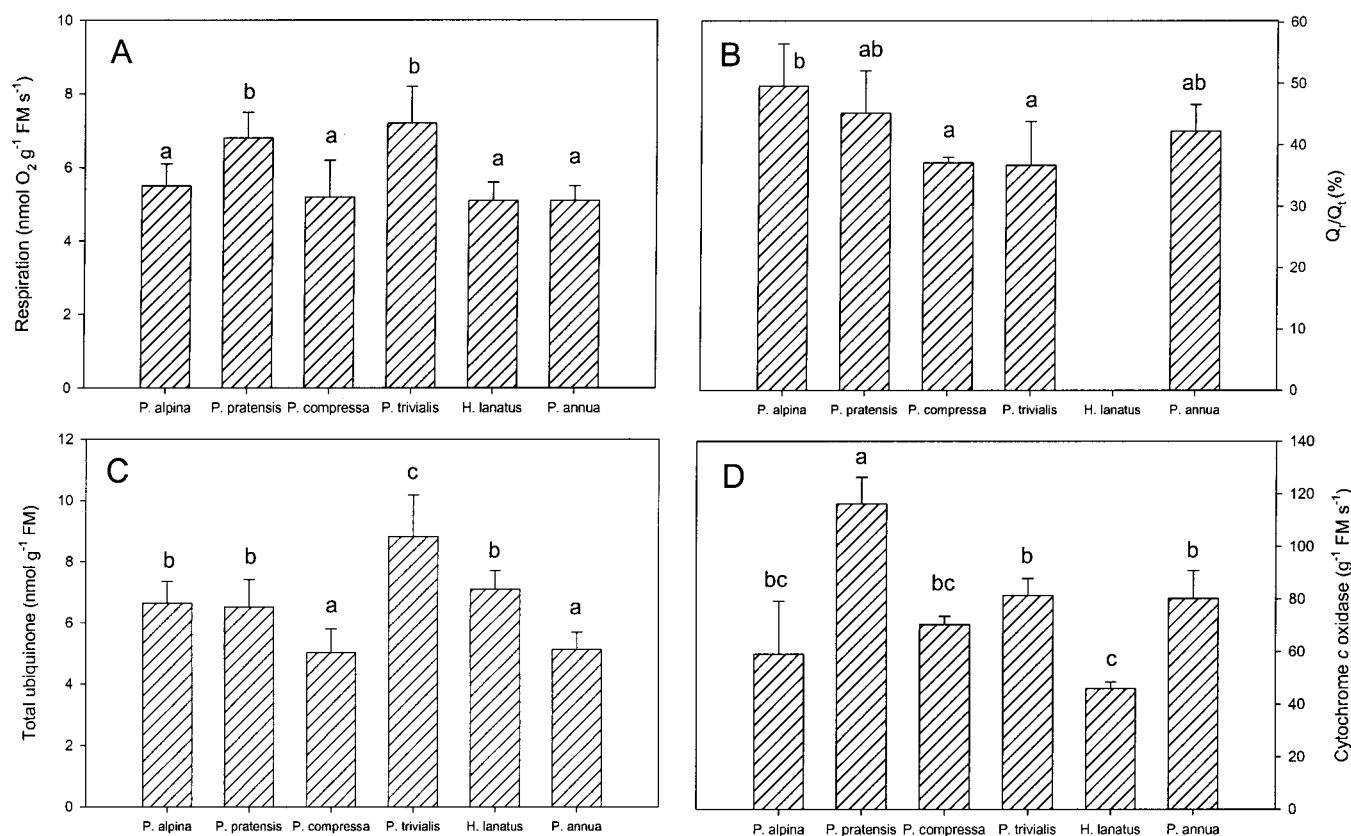 A
Respiration (nmol O₂ g⁻¹ FM s⁻¹)
10
8
6
4
2
0
a
b
a
b
a
a
P. alpina P. pratensis P. compressa P. trivialis H. lanatus P. annua
B
Qr/Qt (%)
60
50
40
30
20
10
0
b
ab
a
a
ab
P. alpina P. pratensis P. compressa P. trivialis H. lanatus P. annua
C
Total ubiquinone (nmol g⁻¹ FM)
12
10
8
6
4
2
0
b
b
a
c
b
a
P. alpina P. pratensis P. compressa P. trivialis H. lanatus P. annua
D
Cytochrome c oxidase (g⁻¹ FM s⁻¹)
140
120
100
80
60
40
20
0
bc
a
bc
b
c
b
P. alpina P. pratensis P. compressa P. trivialis H. lanatus P. annua